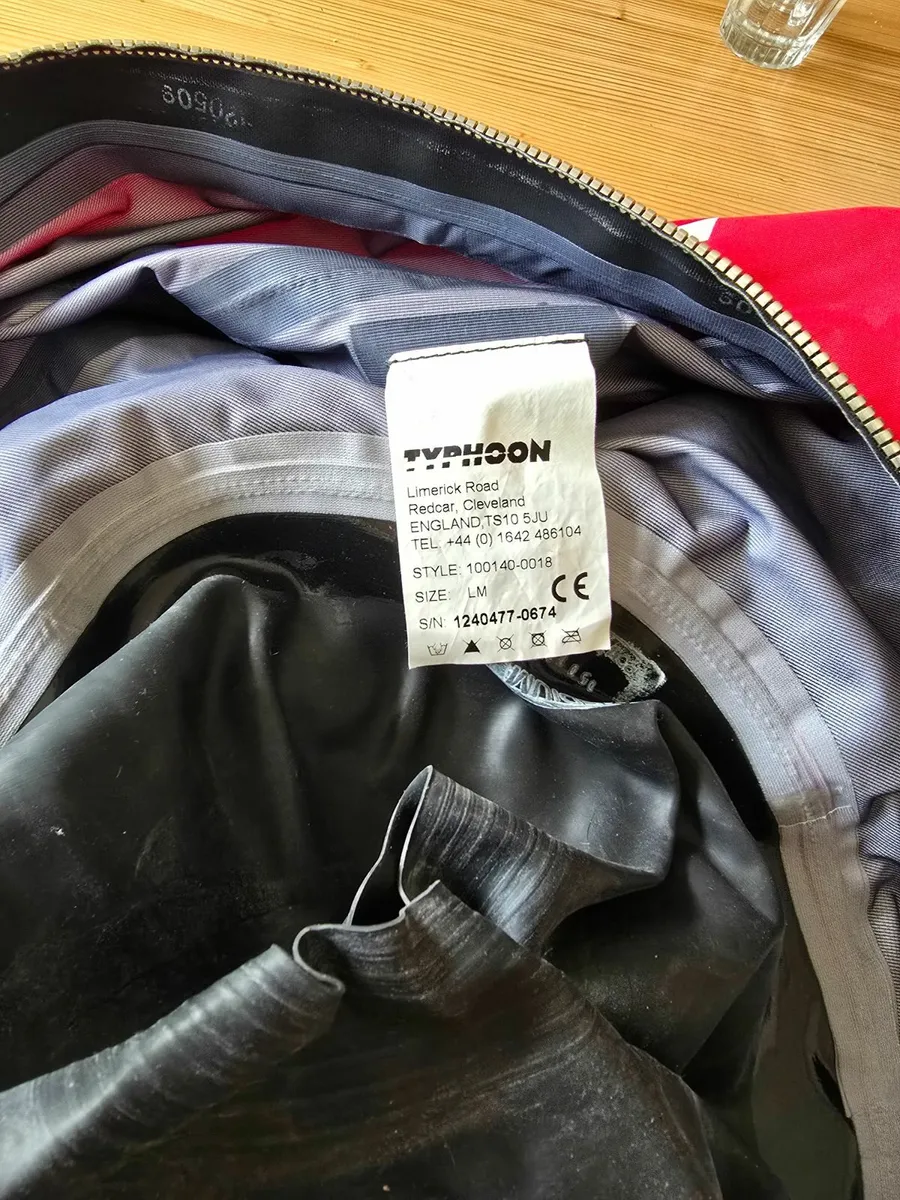 TYPHOON
Limerick Road
Redcar, Cleveland
ENGLAND,TS10 5JU
TEL: +44 (0) 1642 486104
STYLE: 100140-0018
SIZE: LM
CE
S/N: 1240477-0674